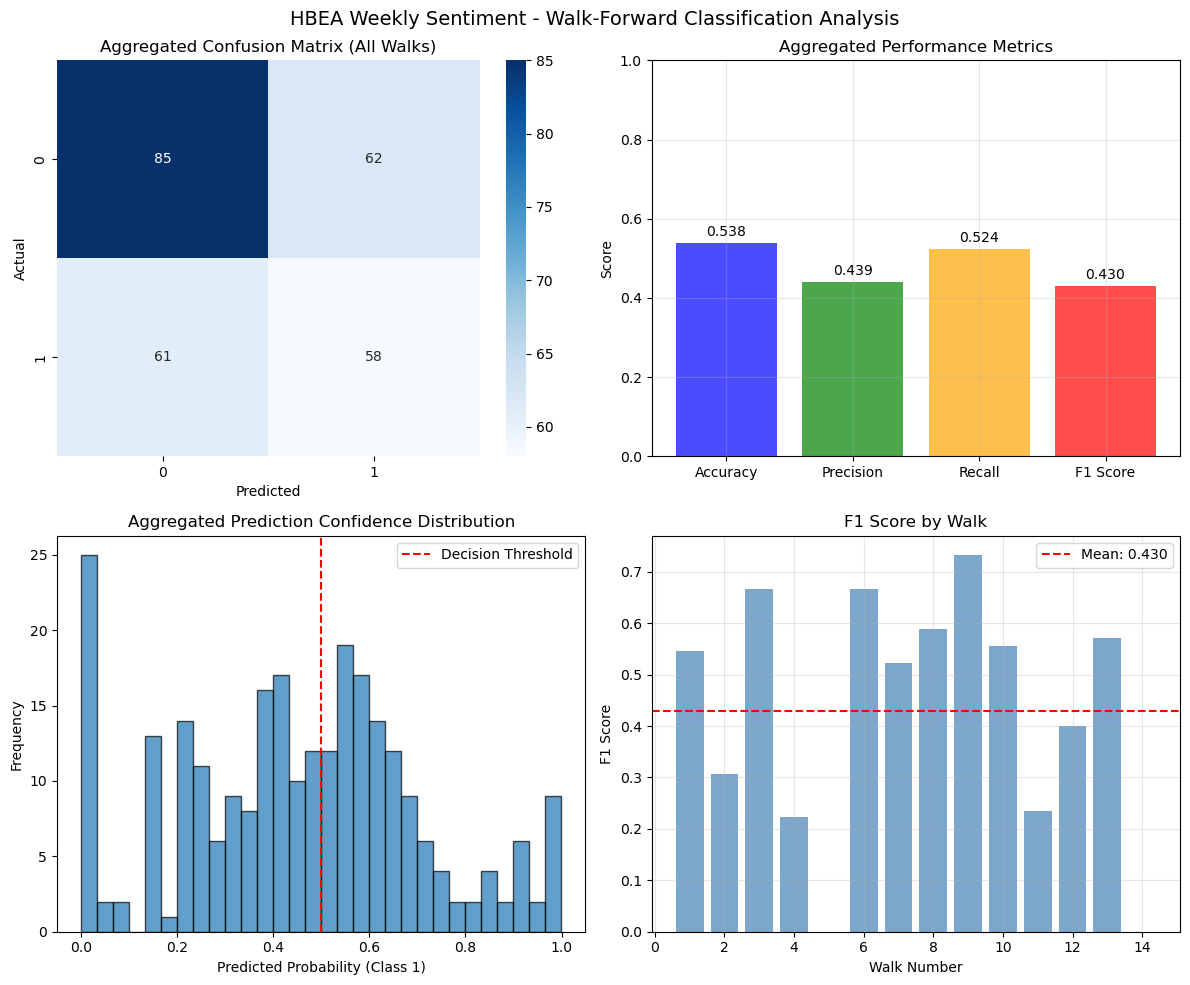 HBEA Weekly Sentiment - Walk-Forward Classification Analysis
Aggregated Confusion Matrix (All Walks)
Actual
0
1
85
62
61
58
0
1
Predicted
85
80
75
70
65
60
Aggregated Performance Metrics
Score
1.0
0.8
0.6
0.4
0.2
0.0
0.538
0.439
0.524
0.430
Accuracy
Precision
Recall
F1 Score
Aggregated Prediction Confidence Distribution
Frequency
25
20
15
10
5
0
Decision Threshold
0.0
0.2
0.4
0.6
0.8
1.0
Predicted Probability (Class 1)
F1 Score by Walk
F1 Score
0.7
0.6
0.5
0.4
0.3
0.2
0.1
0.0
Mean: 0.430
0
2
4
6
8
10
12
14
Walk Number